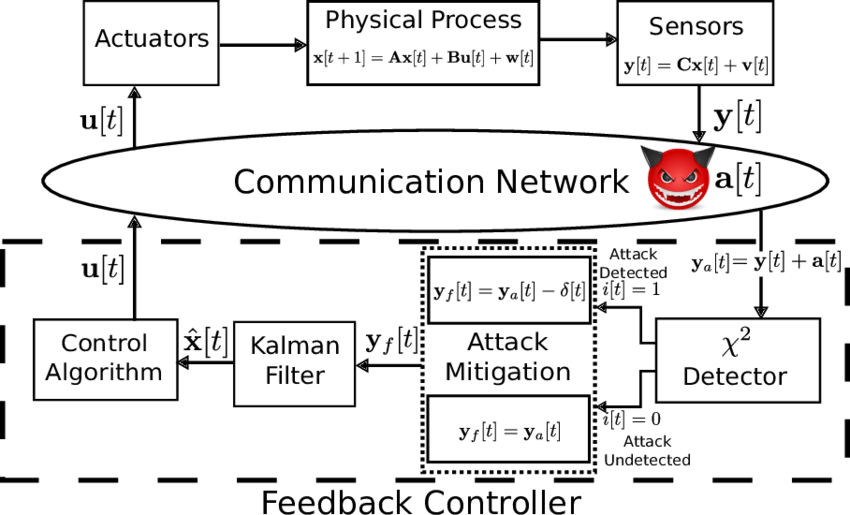 Actuators
Physical Process
x[t + 1] = Ax[t] + Bu[t] + w[t]
Sensors
y[t] = Cx[t] + v[t]
u[t]
y[t]
Communication Network
a[t]
u[t]
Attack
Detected
i[t] = 1
y_a[t] = y[t] + a[t]
y_f[t] = y_a[t] − δ[t]
Control
Algorithm
x̂[t]
Kalman
Filter
y_f[t]
Attack
Mitigation
χ²
Detector
y_f[t] = y_a[t]
i[t] = 0
Attack
Undetected
Feedback Controller